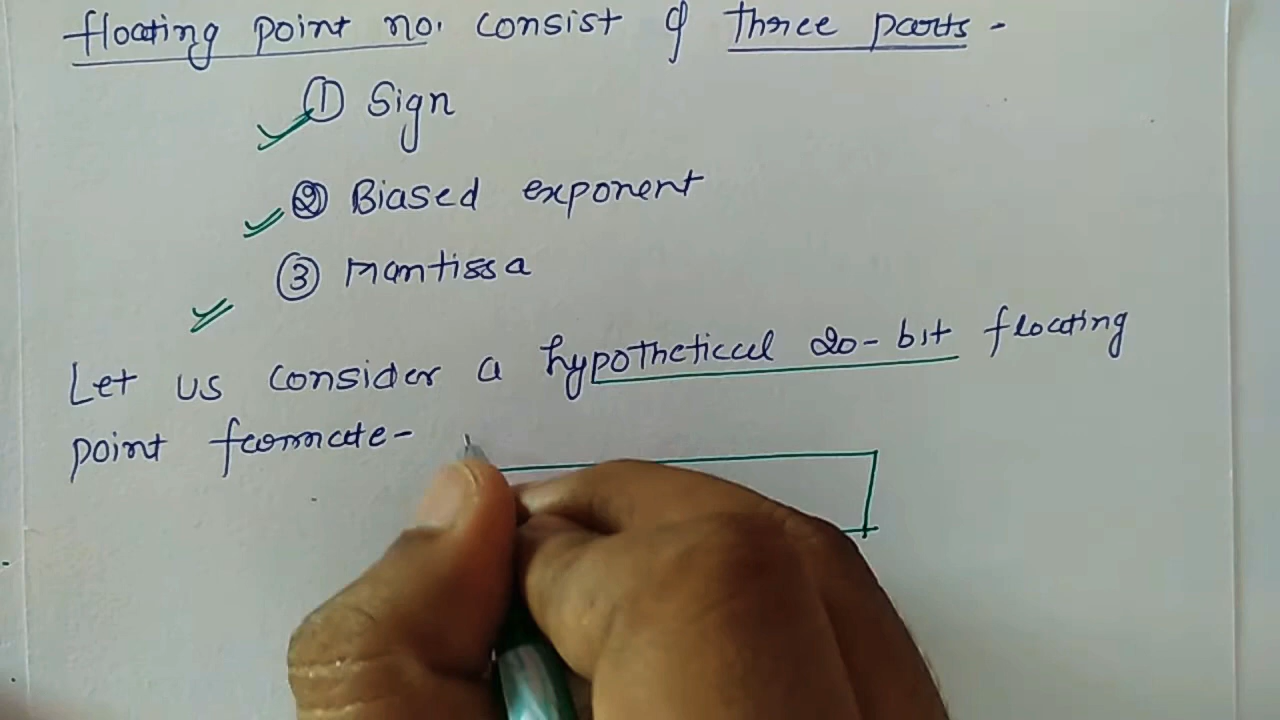 floating point no. consist of three parts -
① Sign
② Biased exponent
③ Mantissa
Let us consider a hypothetical 20-bit floating
point formate-